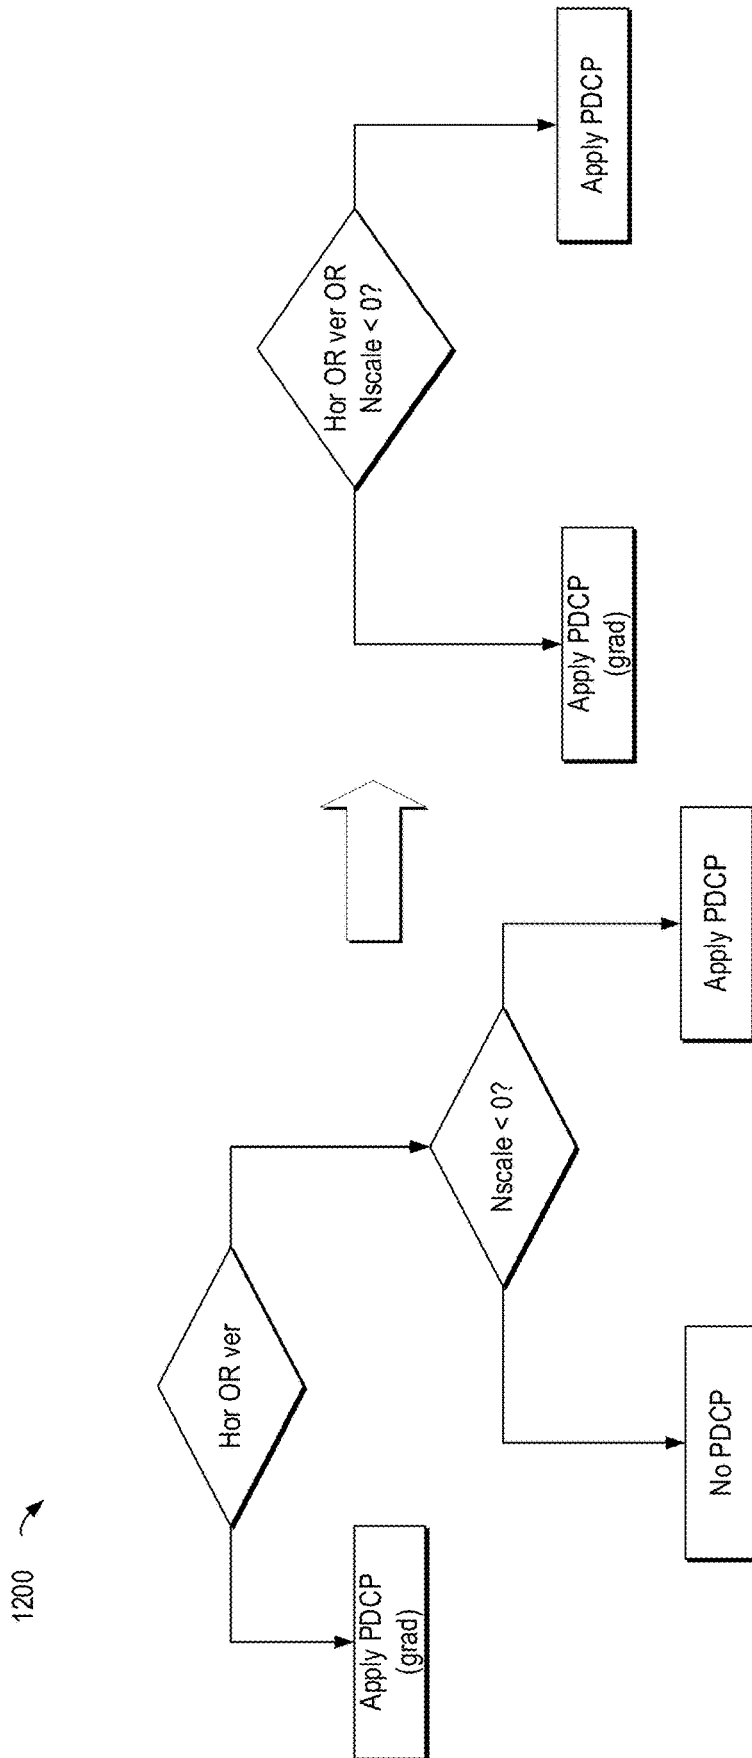 1200
Hor OR ver
Apply PDCP
(grad)
Nscale < 0?
No PDCP
Apply PDCP
Hor OR ver OR
Nscale < 0?
Apply PDCP
(grad)
Apply PDCP